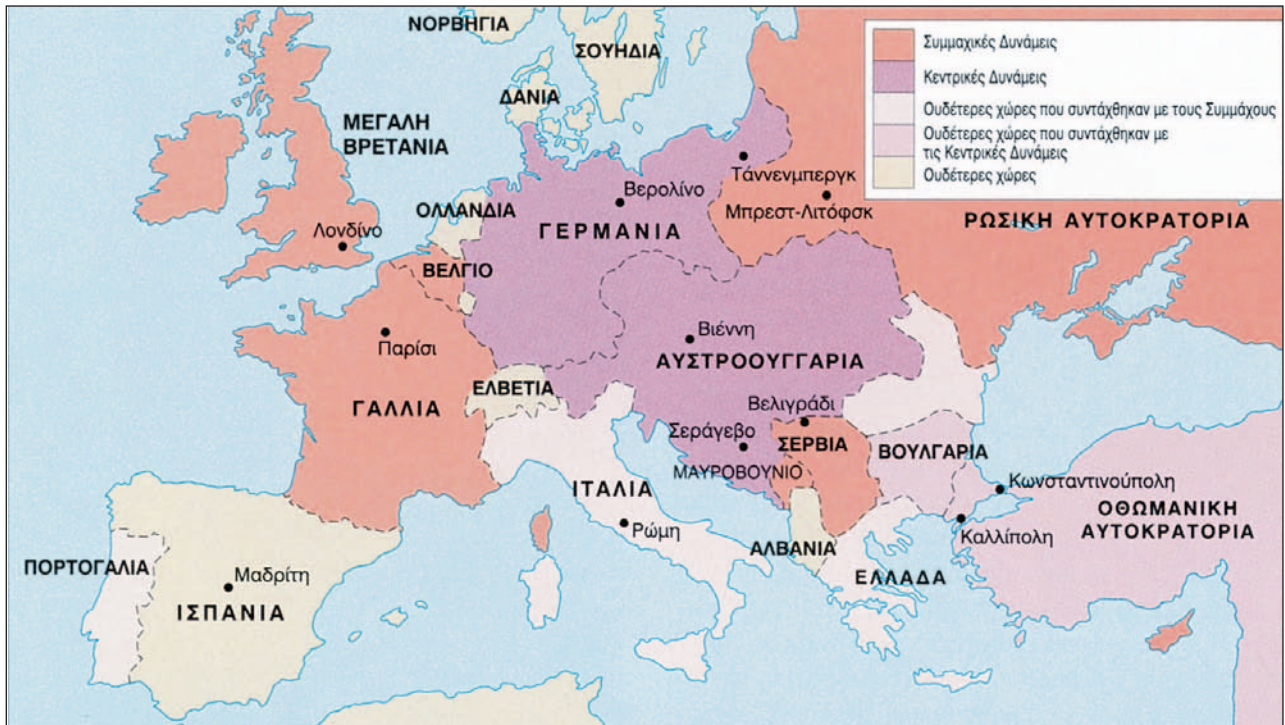 ΝΟΡΒΗΓΙΑ
ΣΟΥΗΔΙΑ
ΔΑΝΙΑ
ΜΕΓΑΛΗ
ΒΡΕΤΑΝΙΑ
Λονδίνο
ΟΛΛΑΝΔΙΑ
ΒΕΛΓΙΟ
Βερολίνο
ΓΕΡΜΑΝΙΑ
Τάννενμπεργκ
Μπρεστ-Λιτόφσκ
ΡΩΣΙΚΗ ΑΥΤΟΚΡΑΤΟΡΙΑ
Συμμαχικές Δυνάμεις
Κεντρικές Δυνάμεις
Ουδέτερες χώρες που συντάχθηκαν με τους Συμμάχους
Ουδέτερες χώρες που συντάχθηκαν με
τις Κεντρικές Δυνάμεις
Ουδέτερες χώρες
Παρίσι
ΓΑΛΛΙΑ
ΕΛΒΕΤΙΑ
Βιέννη
ΑΥΣΤΡΟΟΥΓΓΑΡΙΑ
Βελιγράδι
Σεράγεβο
ΣΕΡΒΙΑ
ΜΑΥΡΟΒΟΥΝΙΟ
ΒΟΥΛΓΑΡΙΑ
Κωνσταντινούπολη
ΟΘΩΜΑΝΙΚΗ
ΑΥΤΟΚΡΑΤΟΡΙΑ
Καλλίπολη
ΙΤΑΛΙΑ
Ρώμη
ΑΛΒΑΝΙΑ
ΕΛΛΑΔΑ
ΠΟΡΤΟΓΑΛΙΑ
Μαδρίτη
ΙΣΠΑΝΙΑ